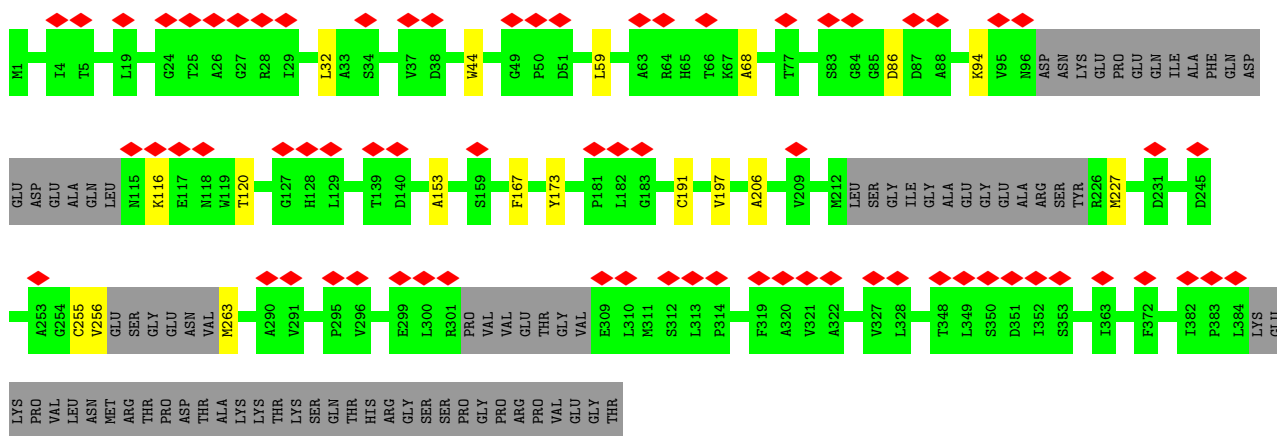 M1 I4 T5 L19 G24 T25 A26 G27 R28 I29 L32 A33 S34 V37 D38 W44 G49 P50 D51 L59 A63 R64 H65 T66 K67 A68 T77 S83 G84 G85 D86 D87 A88 K94 V95 N96 ASP ASN LYS GLU PRO GLU GLN ILE ALA PHE GLN ASP
GLU ASP GLU ALA GLN LEU N115 K116 E117 N118 W119 T120 G127 H128 L129 T139 D140 A153 S159 F167 Y173 P181 L182 G183 C191 V197 A206 V209 M212 LEU SER GLY ILE GLY ALA GLU GLY GLU ALA ARG SER TYR R226 M227 D231 D245
A253 G254 C255 V256 GLU SER GLY GLU ASN VAL M263 A290 V291 P295 V296 E299 L300 R301 PRO VAL VAL GLU THR GLY VAL E309 L310 M311 S312 L313 P314 F319 A320 V321 A322 V327 L328 T348 L349 S350 D351 I352 S353 I363 F372 I382 P383 L384 LYS GLU
LYS PRO VAL LEU ASN MET ARG THR PRO ASP THR ALA LYS LYS THR LYS SER GLN THR HIS ARG GLY SER SER PRO GLY PRO ARG PRO VAL GLU GLY THR